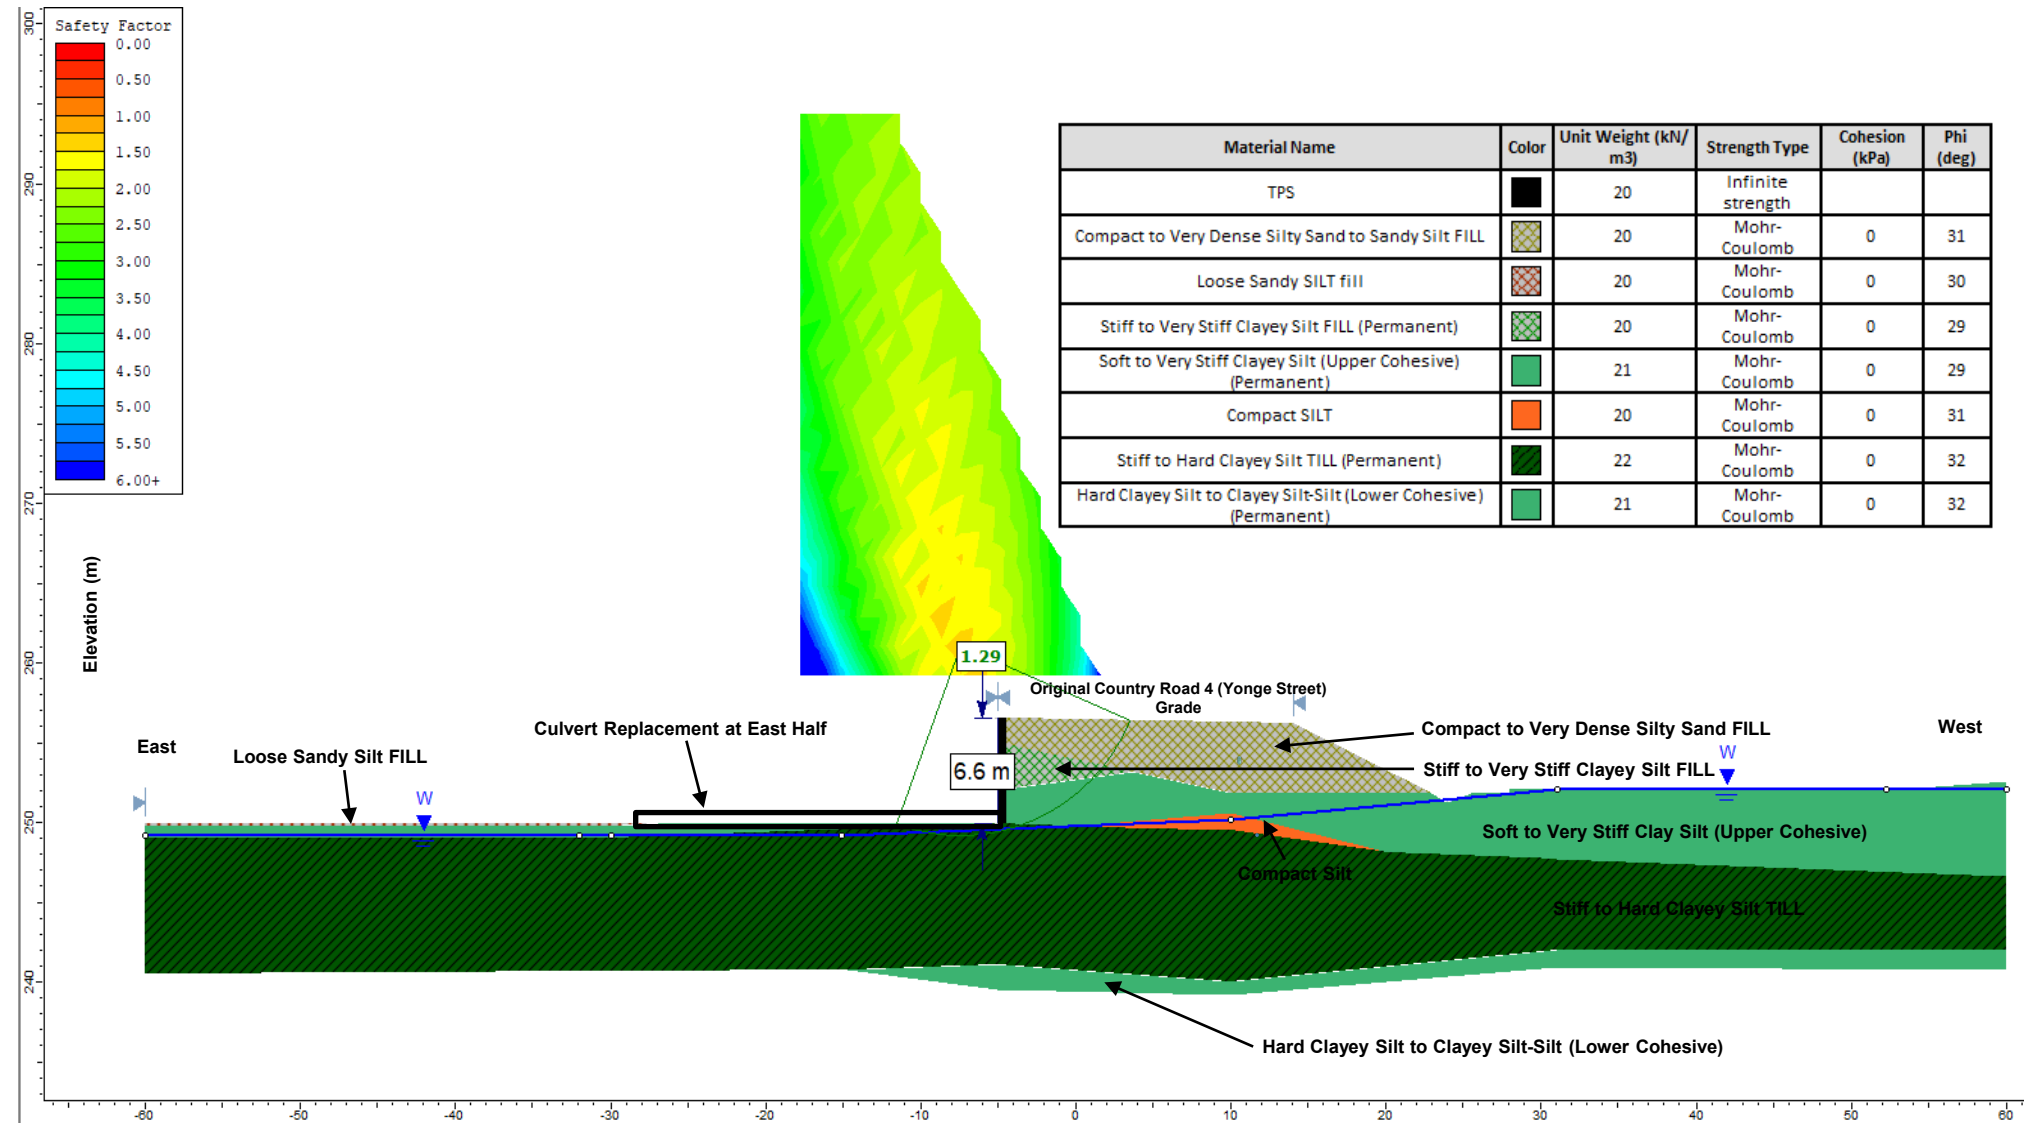 Safety Factor
0.00
0.50
1.00
1.50
2.00
2.50
3.00
3.50
4.00
4.50
5.00
5.50
6.00+
300
290
280
270
260
250
240
Elevation (m)
Material Name Color Unit Weight (kN/ m3) Strength Type Cohesion (kPa) Phi (deg)
TPS 20 Infinite strength
Compact to Very Dense Silty Sand to Sandy Silt FILL 20 Mohr-Coulomb 0 31
Loose Sandy SILT fill 20 Mohr-Coulomb 0 30
Stiff to Very Stiff Clayey Silt FILL (Permanent) 20 Mohr-Coulomb 0 29
Soft to Very Stiff Clayey Silt (Upper Cohesive) (Permanent) 21 Mohr-Coulomb 0 29
Compact SILT 20 Mohr-Coulomb 0 31
Stiff to Hard Clayey Silt TILL (Permanent) 22 Mohr-Coulomb 0 32
Hard Clayey Silt to Clayey Silt-Silt (Lower Cohesive) (Permanent) 21 Mohr-Coulomb 0 32
1.29
Original Country Road 4 (Yonge Street)
Grade
Culvert Replacement at East Half
Compact to Very Dense Silty Sand FILL
West
East
Loose Sandy Silt FILL
6.6 m
Stiff to Very Stiff Clayey Silt FILL
W
W
Soft to Very Stiff Clay Silt (Upper Cohesive)
Compact Silt
Stiff to Hard Clayey Silt TILL
Hard Clayey Silt to Clayey Silt-Silt (Lower Cohesive)
-60 -50 -40 -30 -20 -10 0 10 20 30 40 50 60